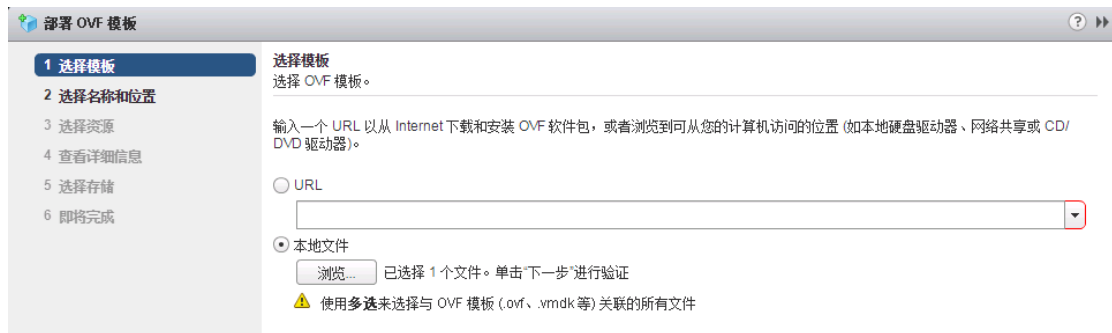 部署 OVF 模板
?
1 选择模板
2 选择名称和位置
3 选择资源
4 查看详细信息
5 选择存储
6 即将完成
选择模板
选择 OVF 模板。
输入一个 URL 以从 Internet 下载和安装 OVF 软件包，或者浏览到可从您的计算机访问的位置 (如本地硬盘驱动器、网络共享或 CD/
DVD 驱动器)。
URL
本地文件
浏览... 已选择 1 个文件。单击“下一步”进行验证
使用多选来选择与 OVF 模板 (.ovf、.vmdk 等) 关联的所有文件